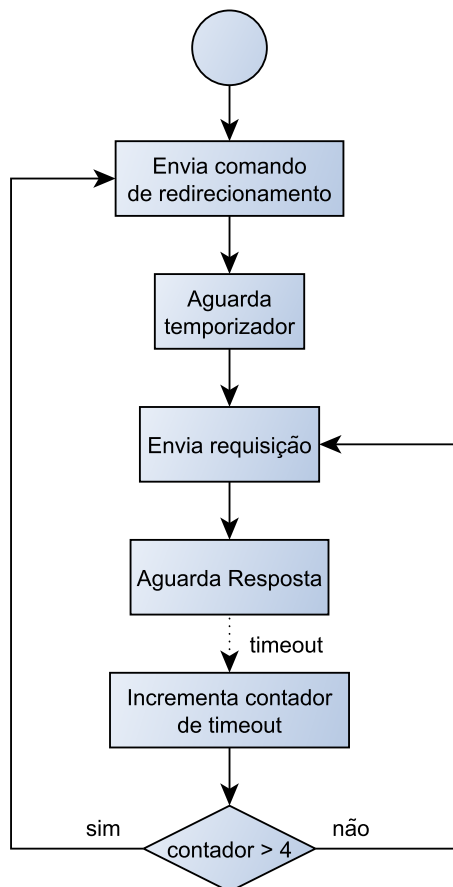 Envia comando
de redirecionamento
Aguarda
temporizador
Envia requisição
Aguarda Resposta
timeout
Incrementa contador
de timeout
sim
não
contador > 4